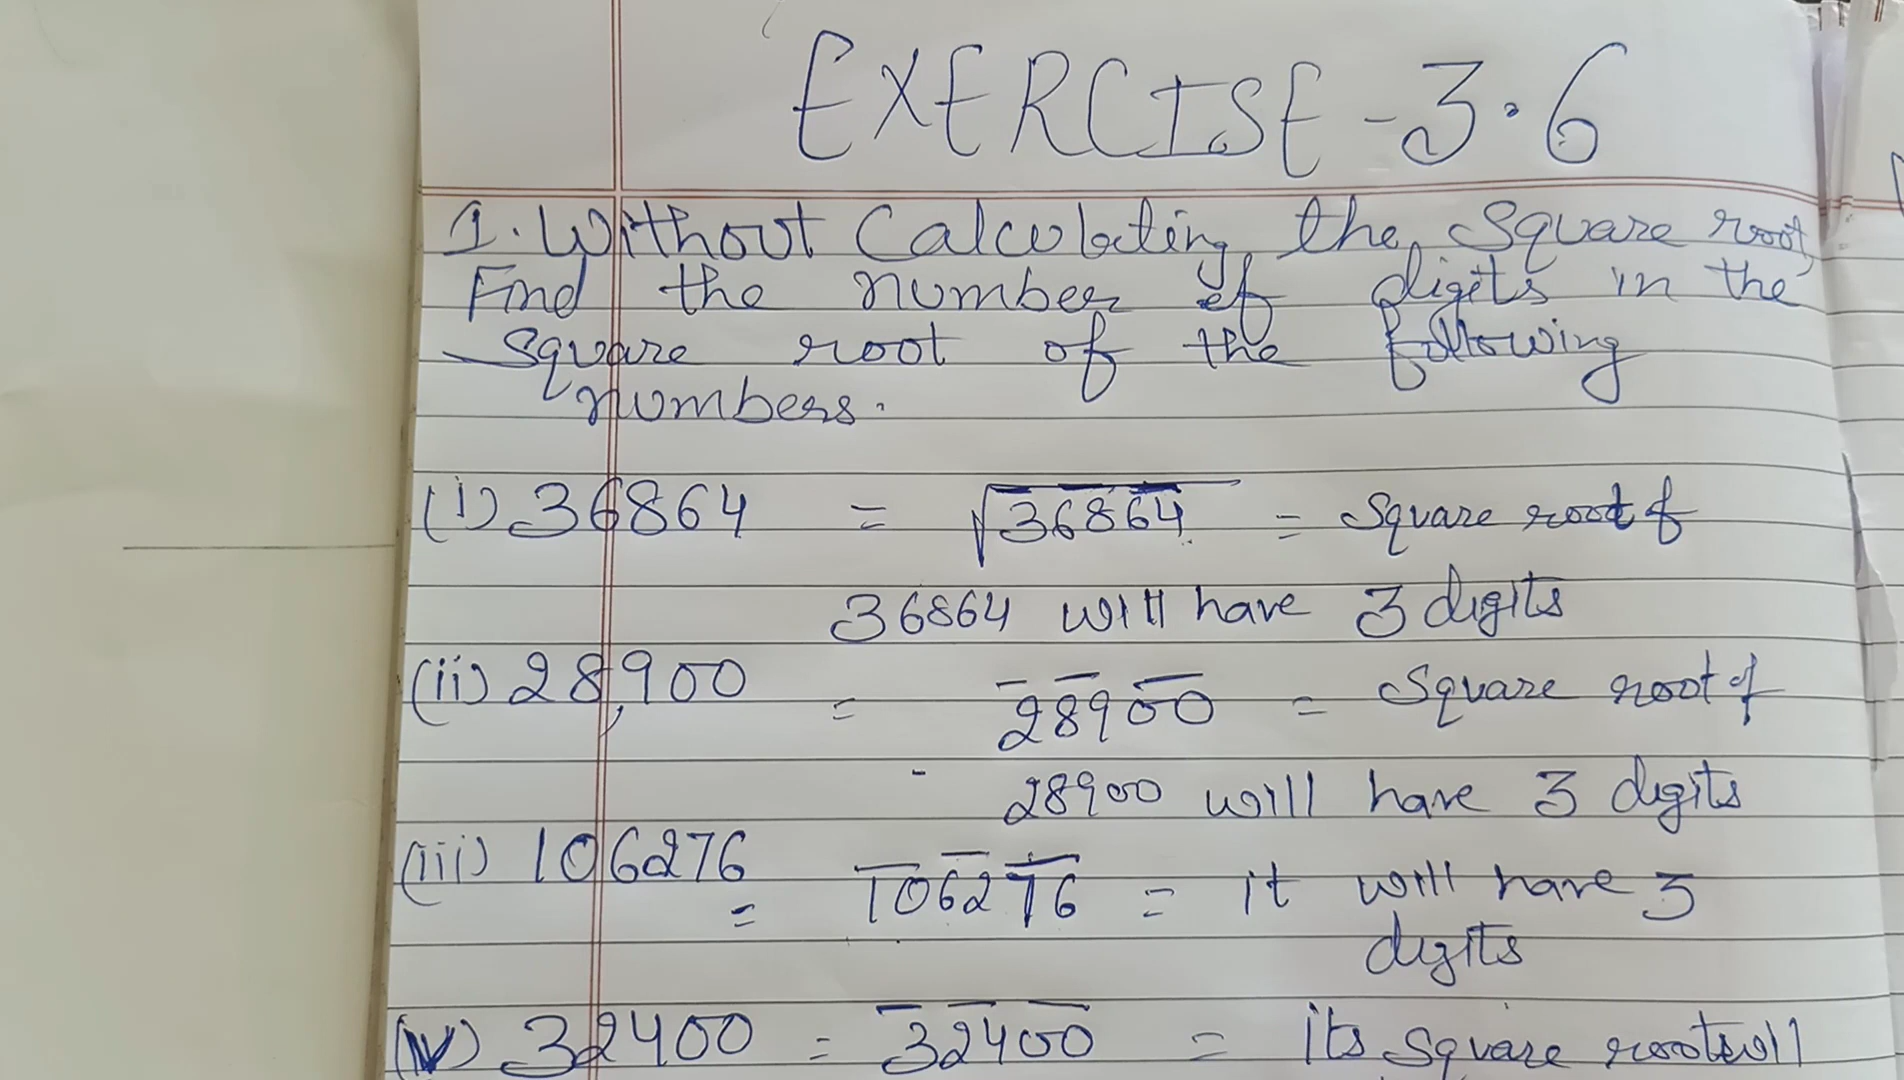 EXERCISE - 3.6
1. Without Calculating the Square root,
Find the number of digits in the
Square root of the following
numbers.
(i) 36864 = √36864 = Square root of
36864 will have 3 digits
(ii) 28,900 = 28900 = Square root of
28900 will have 3 digits
(iii) 106276 = 106276 = it will have 3
digits
(iv) 32400 = 32400 = its square root will